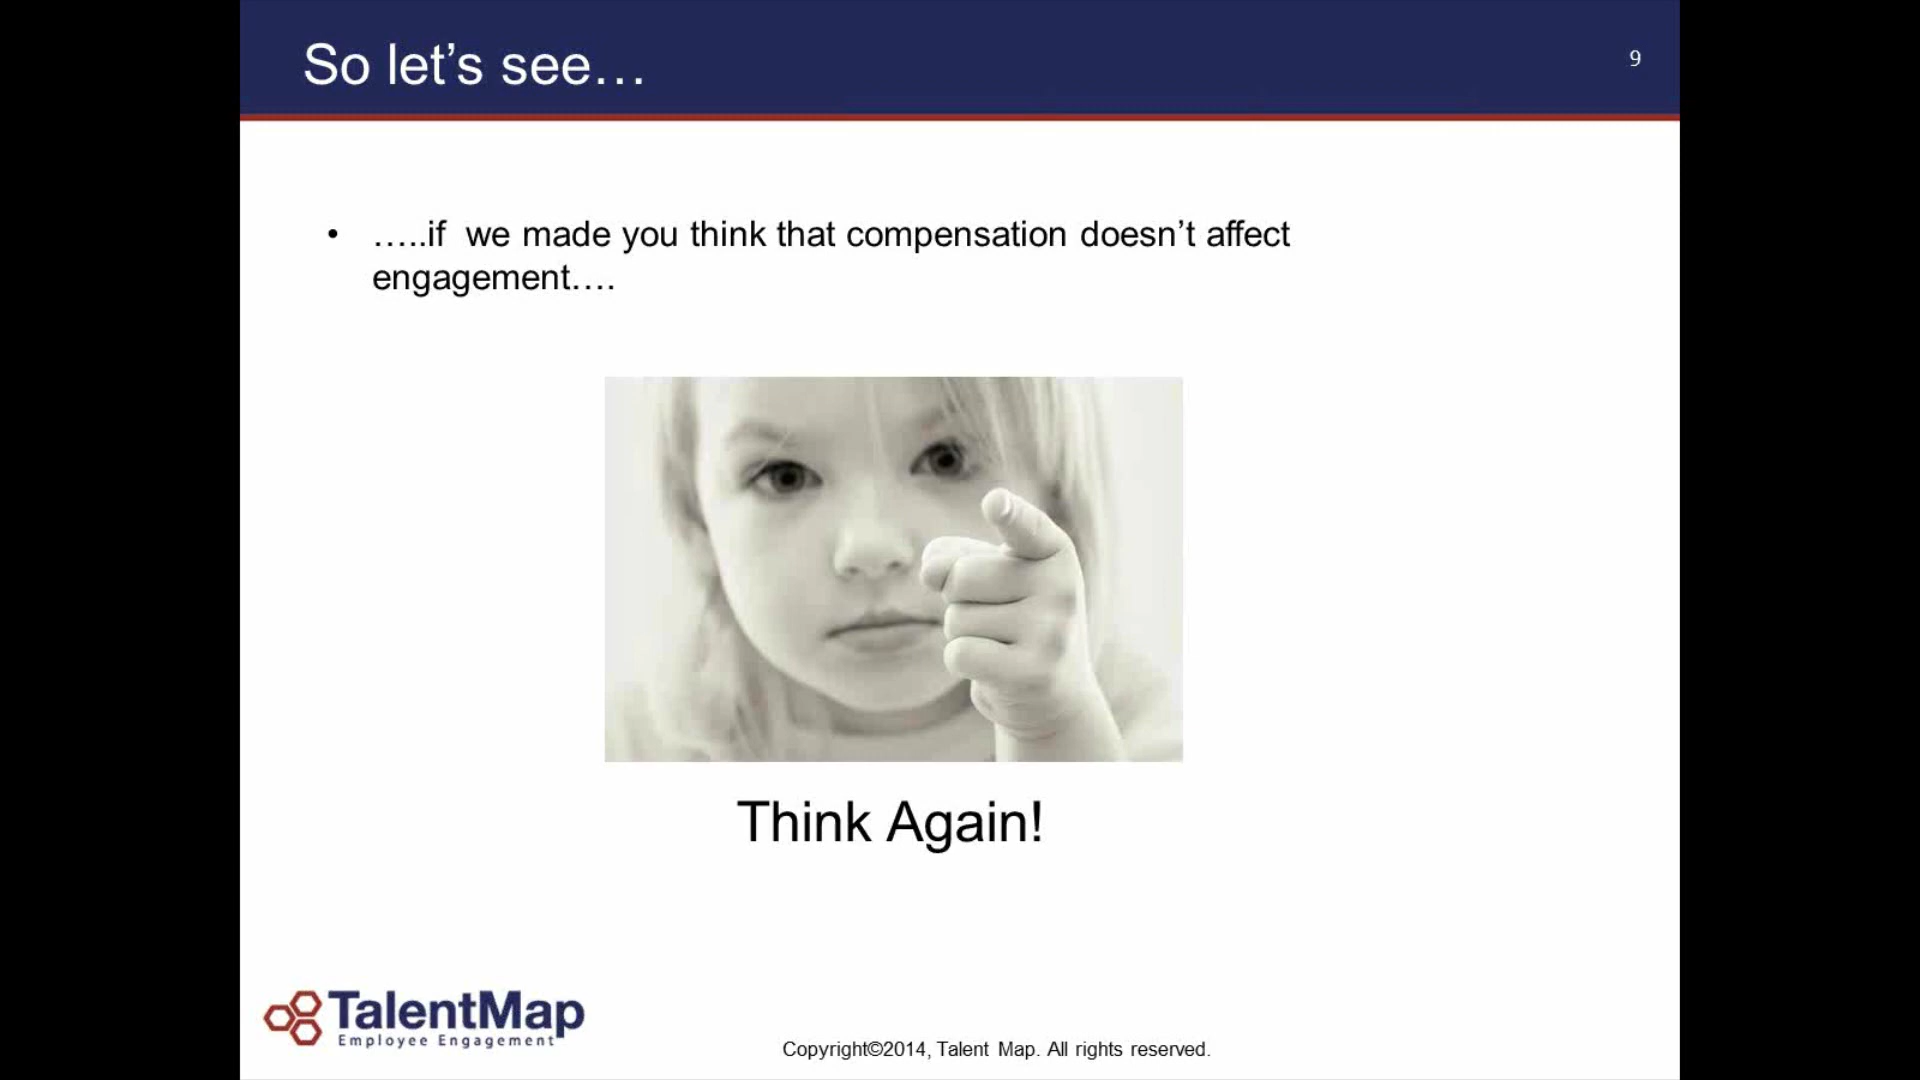 So let’s see…
9
• …..if  we made you think that compensation doesn’t affect
engagement….
Think Again!
TalentMap
Employee Engagement
Copyright©2014, Talent Map. All rights reserved.